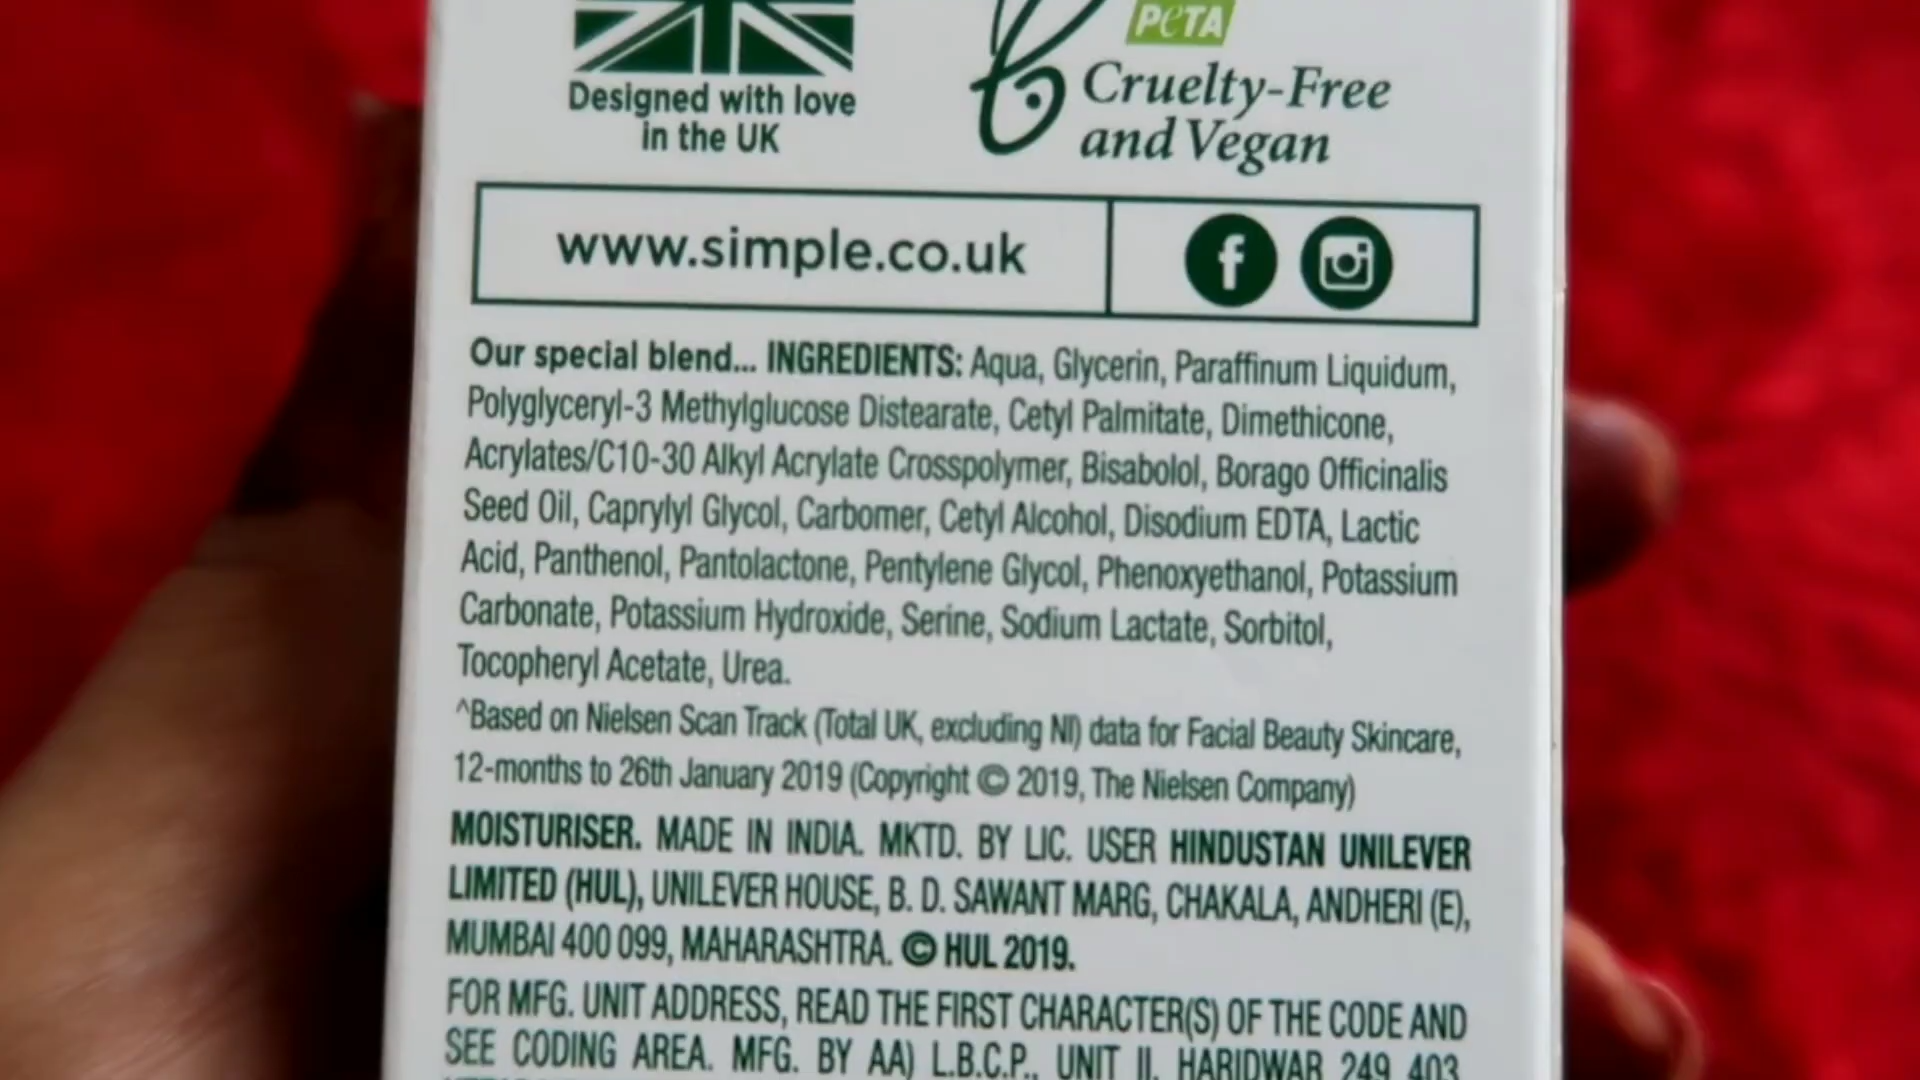 PeTA
Designed with love
in the UK
Cruelty-Free
and Vegan
www.simple.co.uk
Our special blend... INGREDIENTS: Aqua, Glycerin, Paraffinum Liquidum,
Polyglyceryl-3 Methylglucose Distearate, Cetyl Palmitate, Dimethicone,
Acrylates/C10-30 Alkyl Acrylate Crosspolymer, Bisabolol, Borago Officinalis
Seed Oil, Caprylyl Glycol, Carbomer, Cetyl Alcohol, Disodium EDTA, Lactic
Acid, Panthenol, Pantolactone, Pentylene Glycol, Phenoxyethanol, Potassium
Carbonate, Potassium Hydroxide, Serine, Sodium Lactate, Sorbitol,
Tocopheryl Acetate, Urea.
^Based on Nielsen Scan Track (Total UK, excluding NI) data for Facial Beauty Skincare,
12-months to 26th January 2019 (Copyright © 2019, The Nielsen Company)
MOISTURISER. MADE IN INDIA. MKTD. BY LIC. USER HINDUSTAN UNILEVER
LIMITED (HUL), UNILEVER HOUSE, B. D. SAWANT MARG, CHAKALA, ANDHERI (E),
MUMBAI 400 099, MAHARASHTRA. © HUL 2019.
FOR MFG. UNIT ADDRESS, READ THE FIRST CHARACTER(S) OF THE CODE AND
SEE CODING AREA. MFG. BY AA) L.B.C.P., UNIT II, HARIDWAR 249 403,